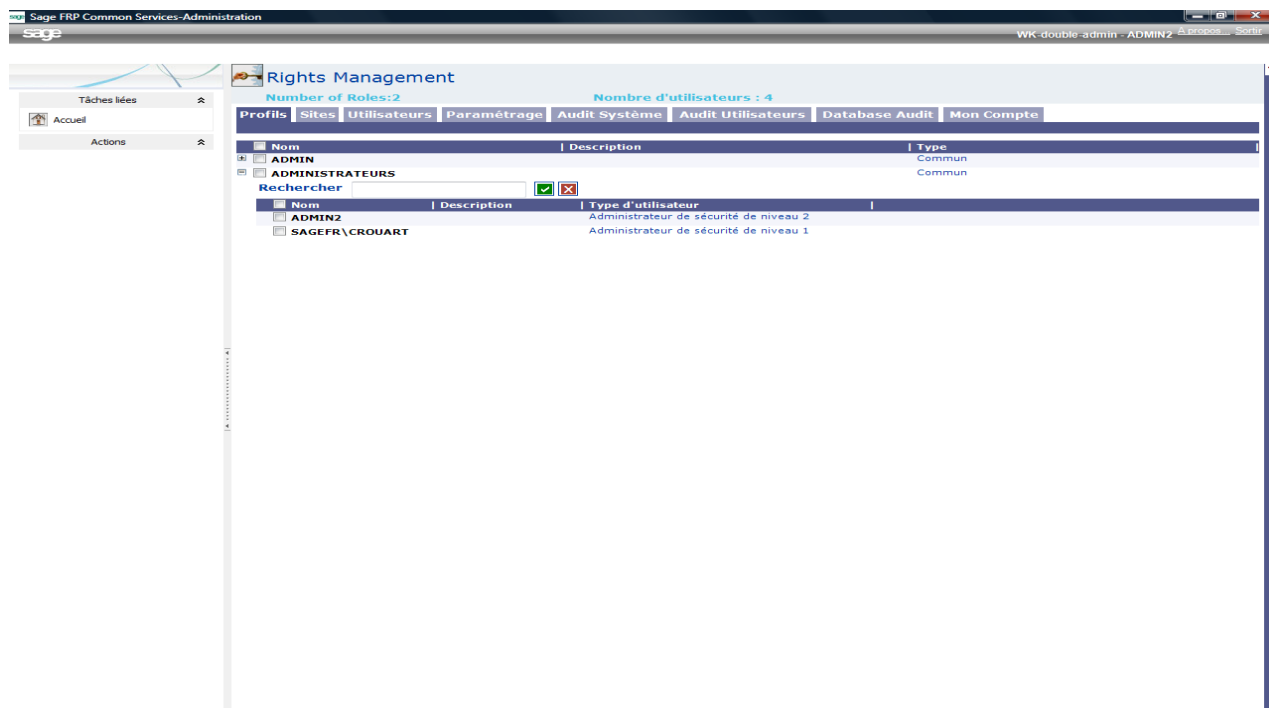 Sage FRP Common Services-Administration
sage
WK-double-admin - ADMIN2 A propos... Sortir
Rights Management
Tâches liées
Accueil
Actions
Number of Roles:2 Nombre d'utilisateurs : 4
Profils Sites Utilisateurs Paramétrage Audit Système Audit Utilisateurs Database Audit Mon Compte
Nom | Description | Type |
ADMIN Commun
ADMINISTRATEURS Commun
Rechercher
Nom | Description | Type d'utilisateur |
ADMIN2 Administrateur de sécurité de niveau 2
SAGEFR\CROUART Administrateur de sécurité de niveau 1